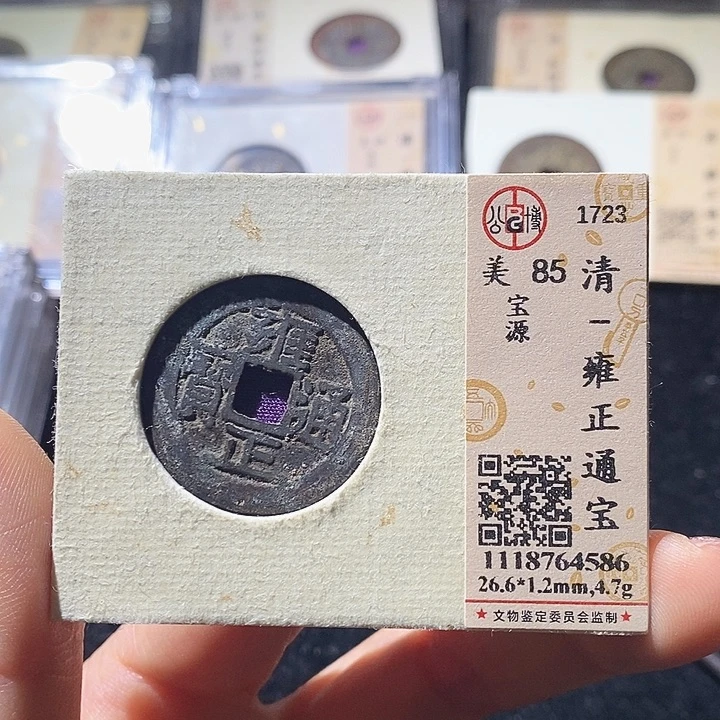 雍正通寳
公博
G
1723
美 85
宝源
清－雍正通宝
1118764586
26.6*1.2mm,4.7g
★ 文物鉴定委员会监制 ★